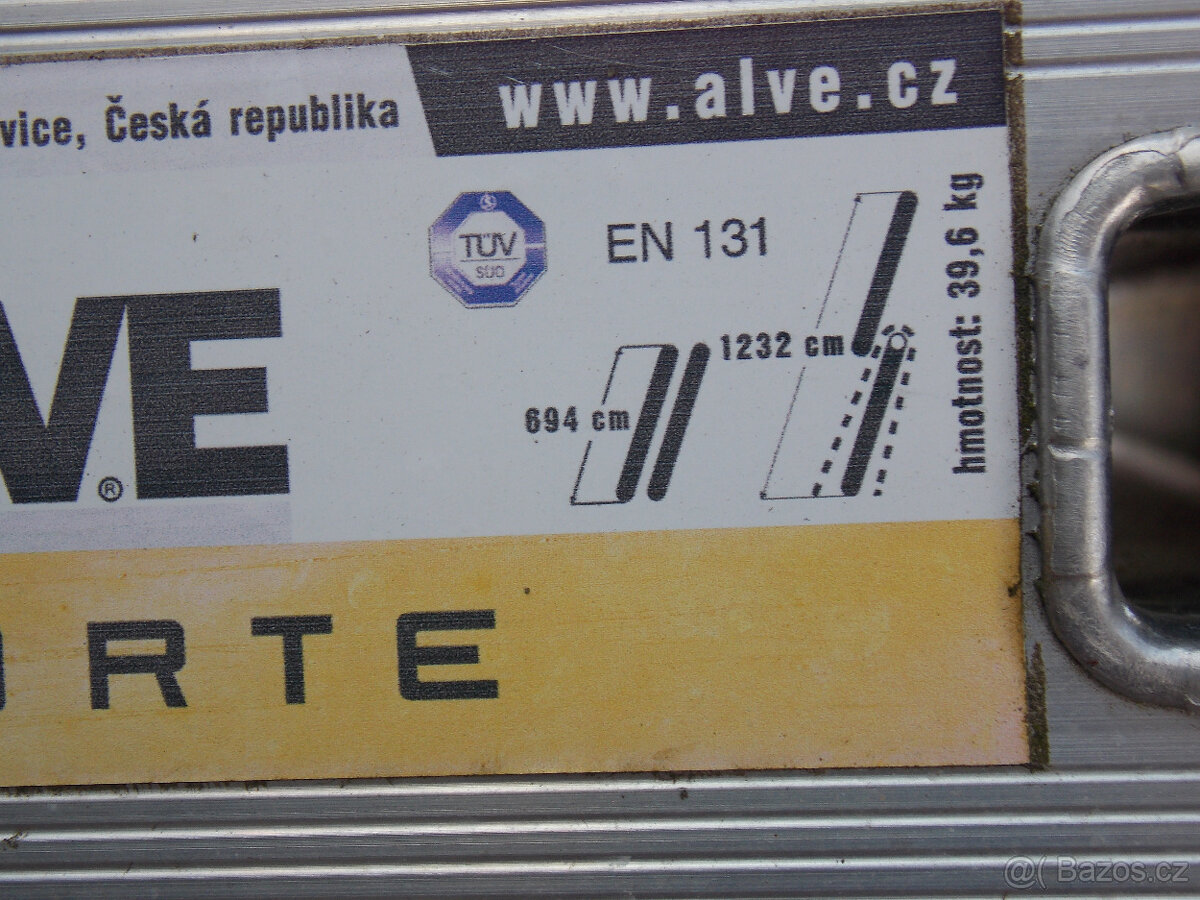 vice, Česká republika
www.alve.cz
TÜV
SÜD
EN 131
hmotnost: 39,6 kg
1232 cm
694 cm
VE®
ORTE
@( Bazos.cz